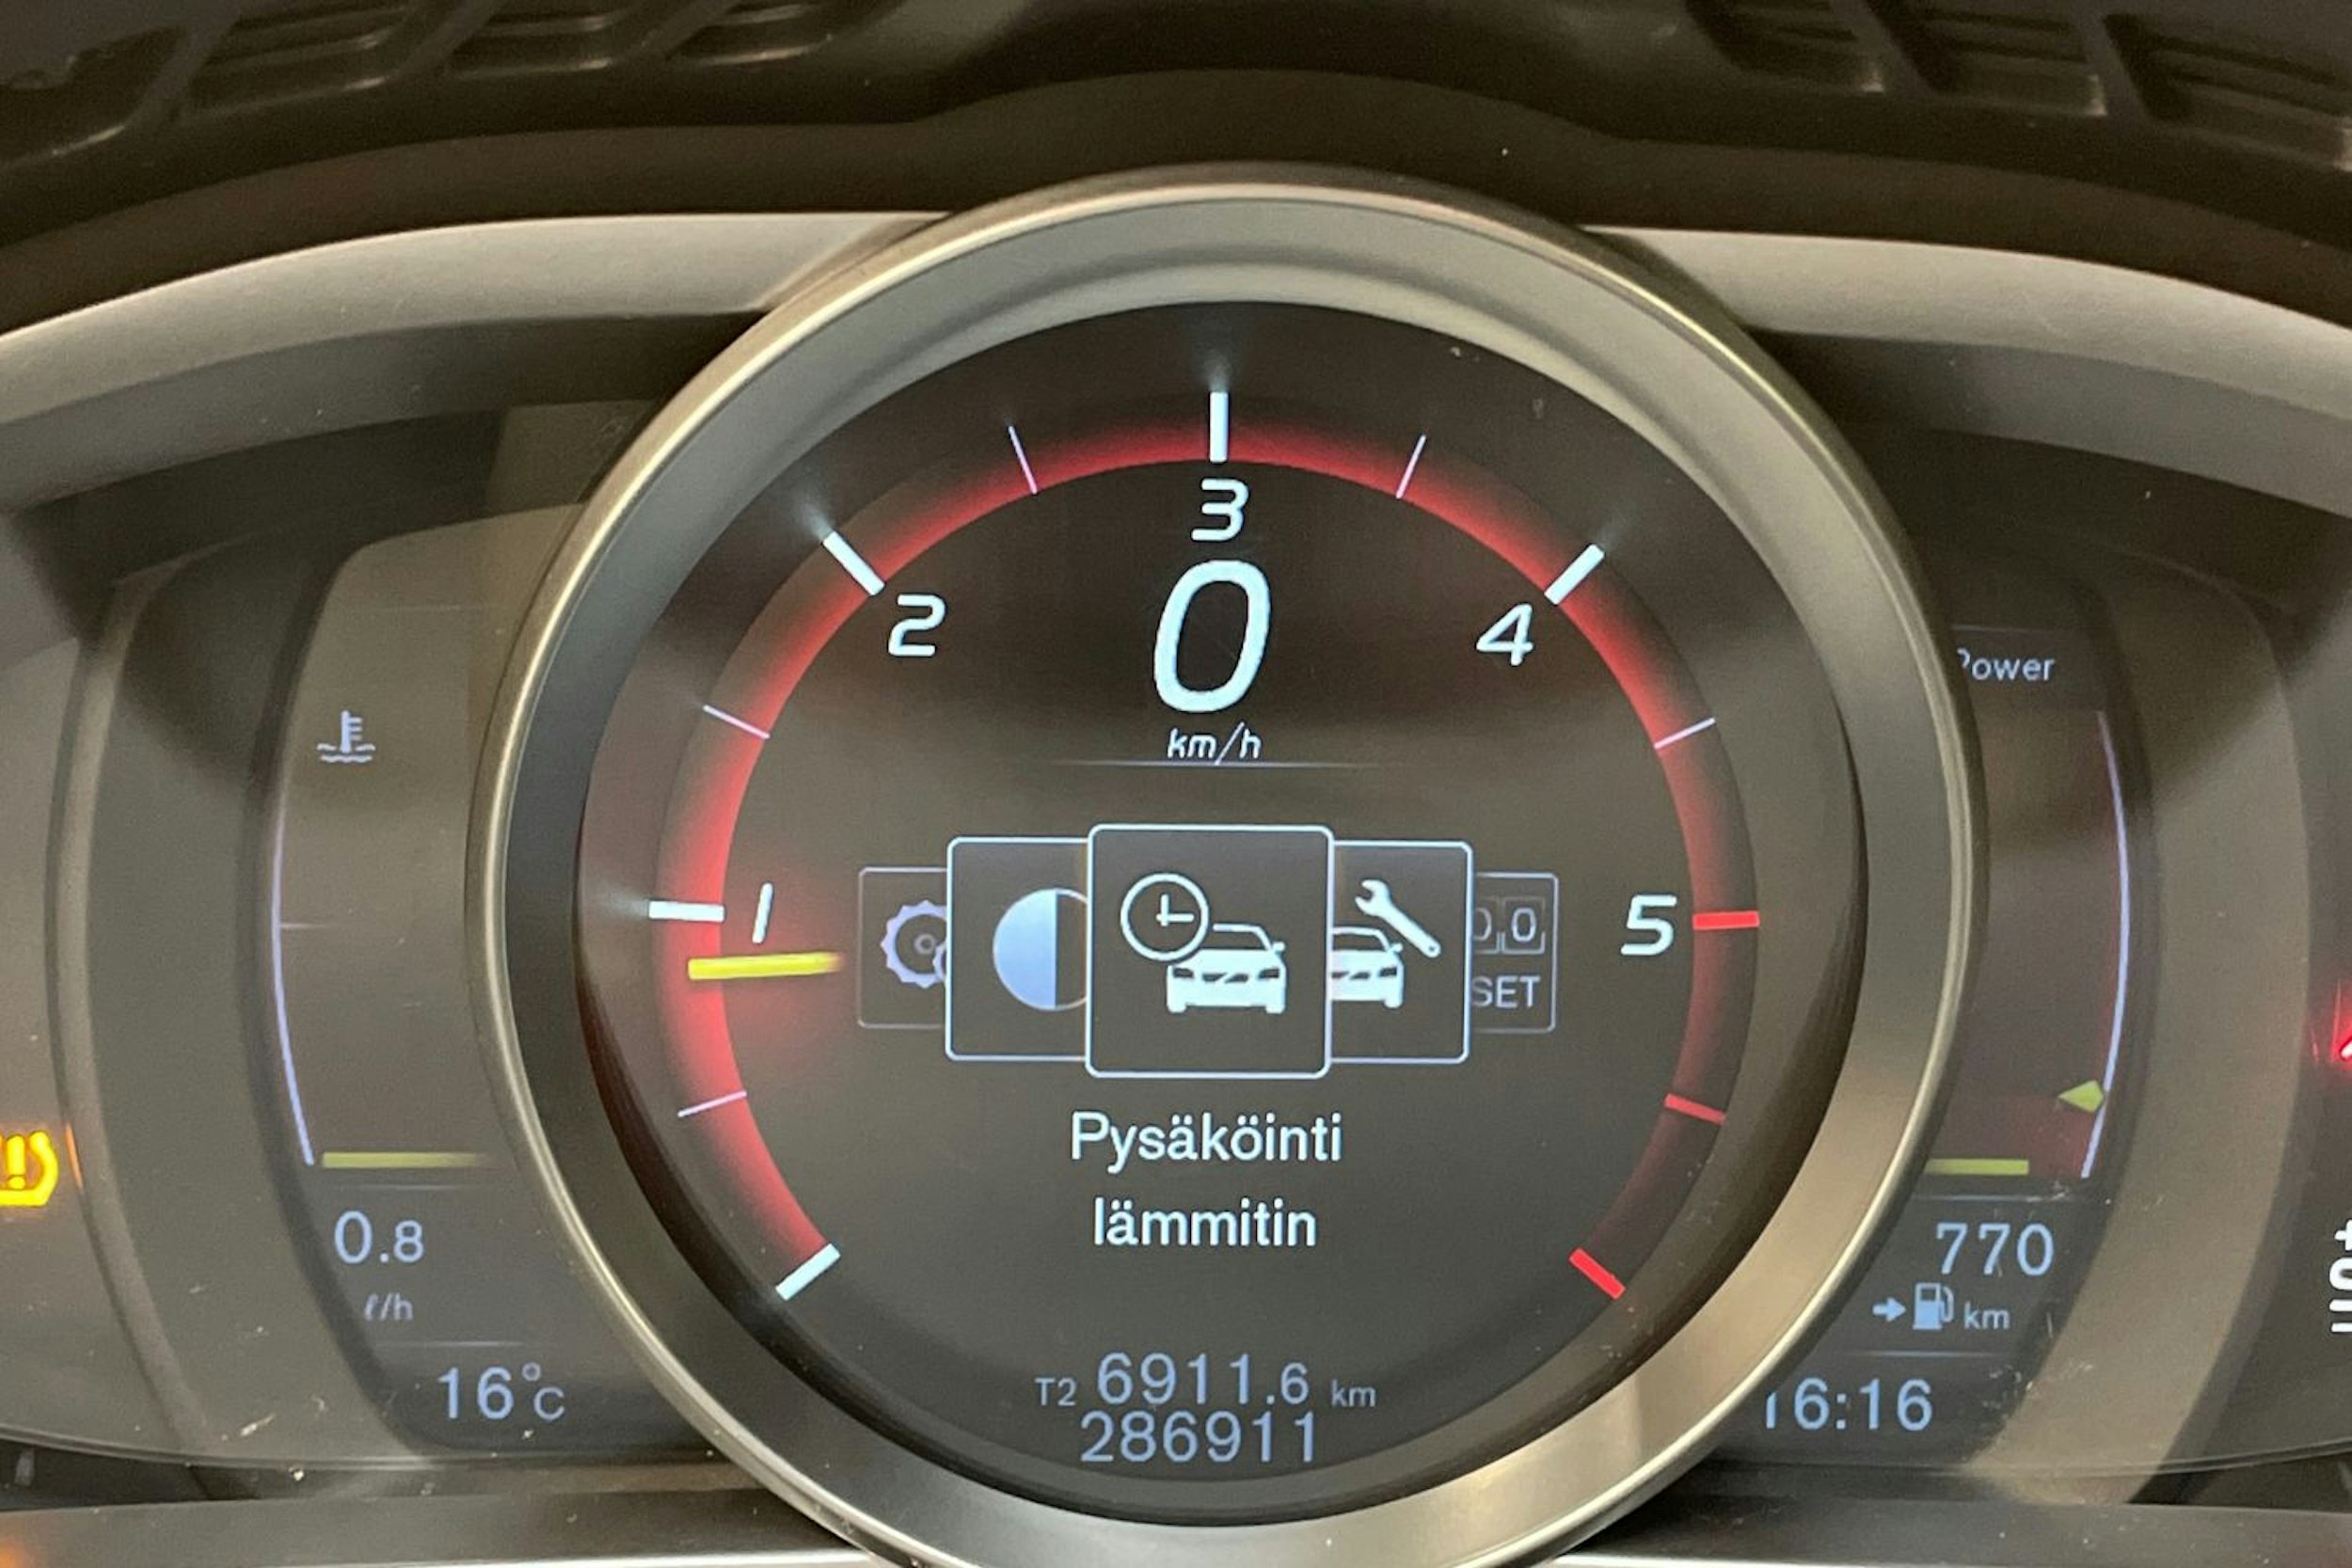 3
2
4
0
km/h
Power
1
5
0.0
SET
Pysäköinti
lämmitin
0.8
ℓ/h
770
km
16°C
T2 6911.6 km
286911
16:16